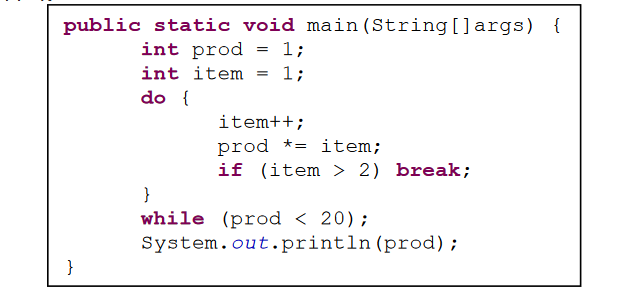 public static void main(String[]args) {
int prod = 1;
int item = 1;
do {
item++;
prod *= item;
if (item > 2) break;
}
while (prod < 20);
System.out.println(prod);
}